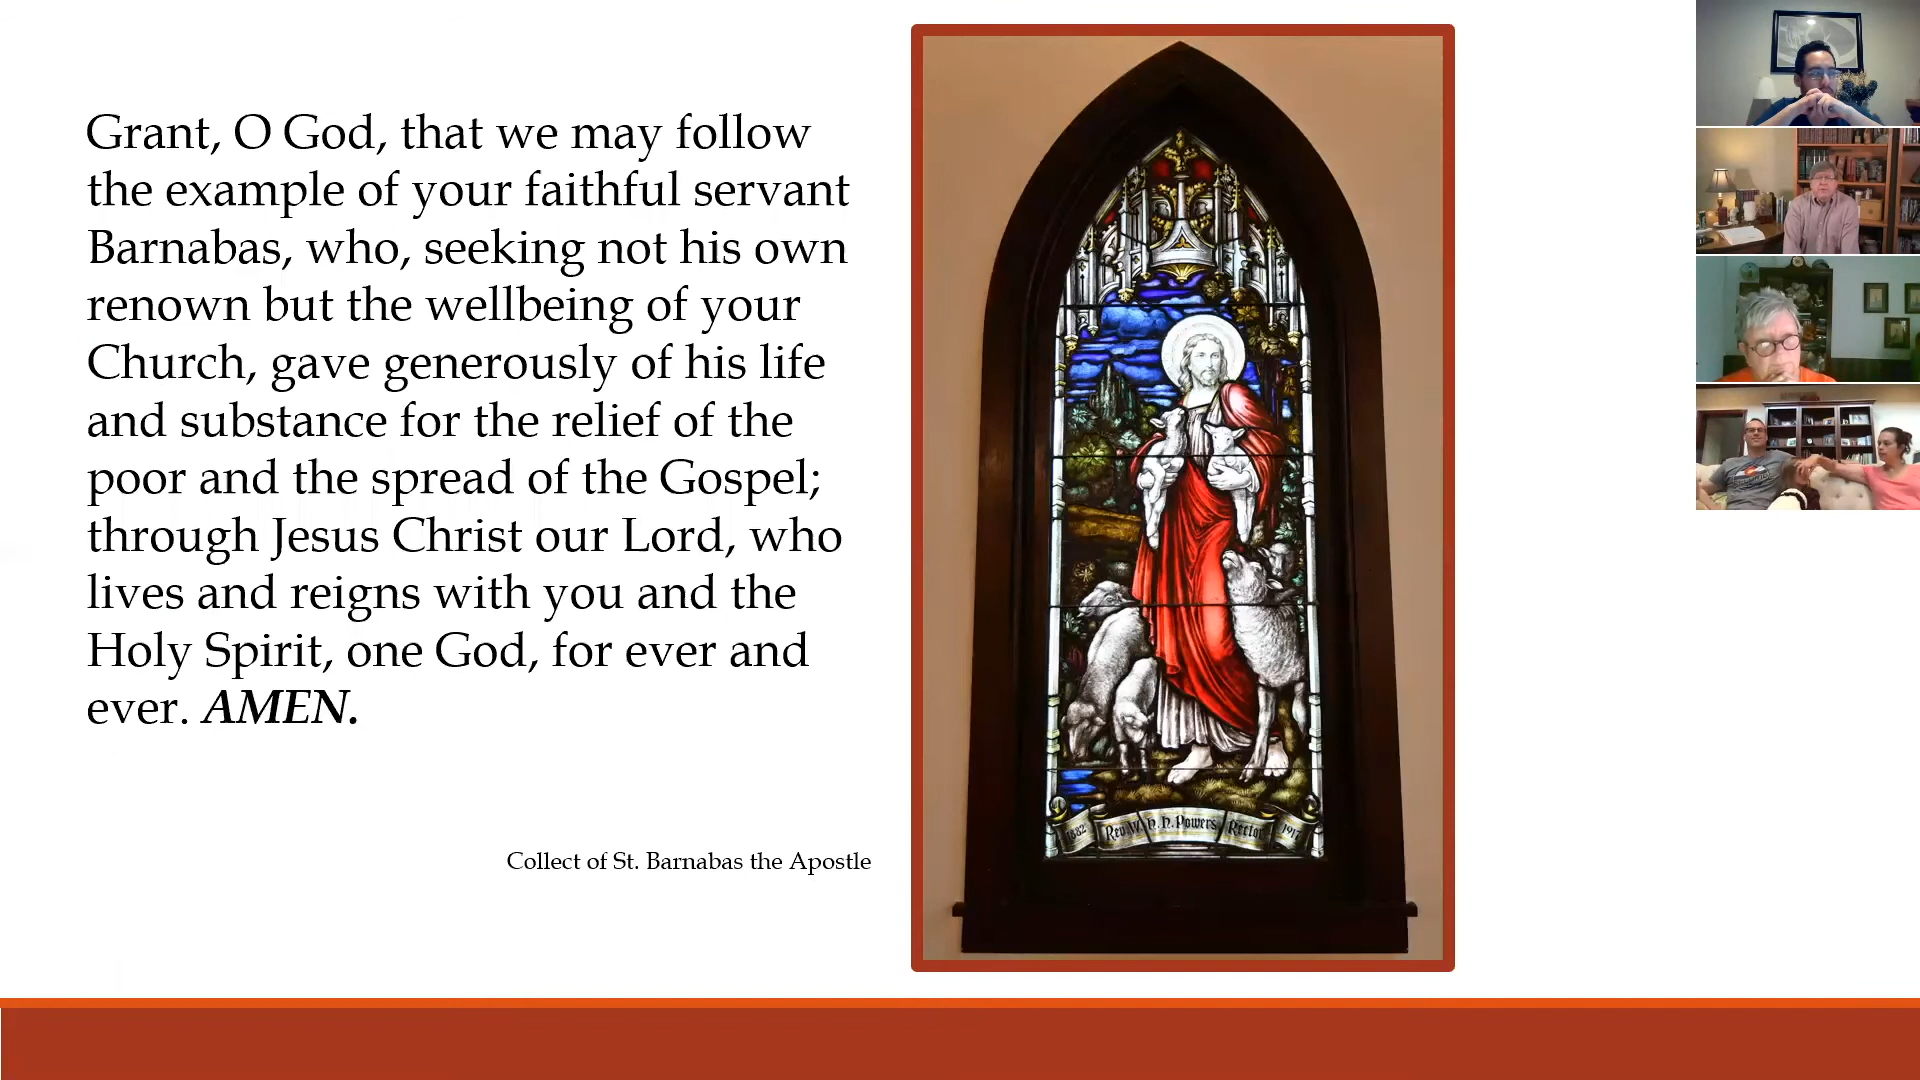 Grant, O God, that we may follow
the example of your faithful servant
Barnabas, who, seeking not his own
renown but the wellbeing of your
Church, gave generously of his life
and substance for the relief of the
poor and the spread of the Gospel;
through Jesus Christ our Lord, who
lives and reigns with you and the
Holy Spirit, one God, for ever and
ever. AMEN.
Collect of St. Barnabas the Apostle
1882 Rev. W. H. H. Powers Rector 1917